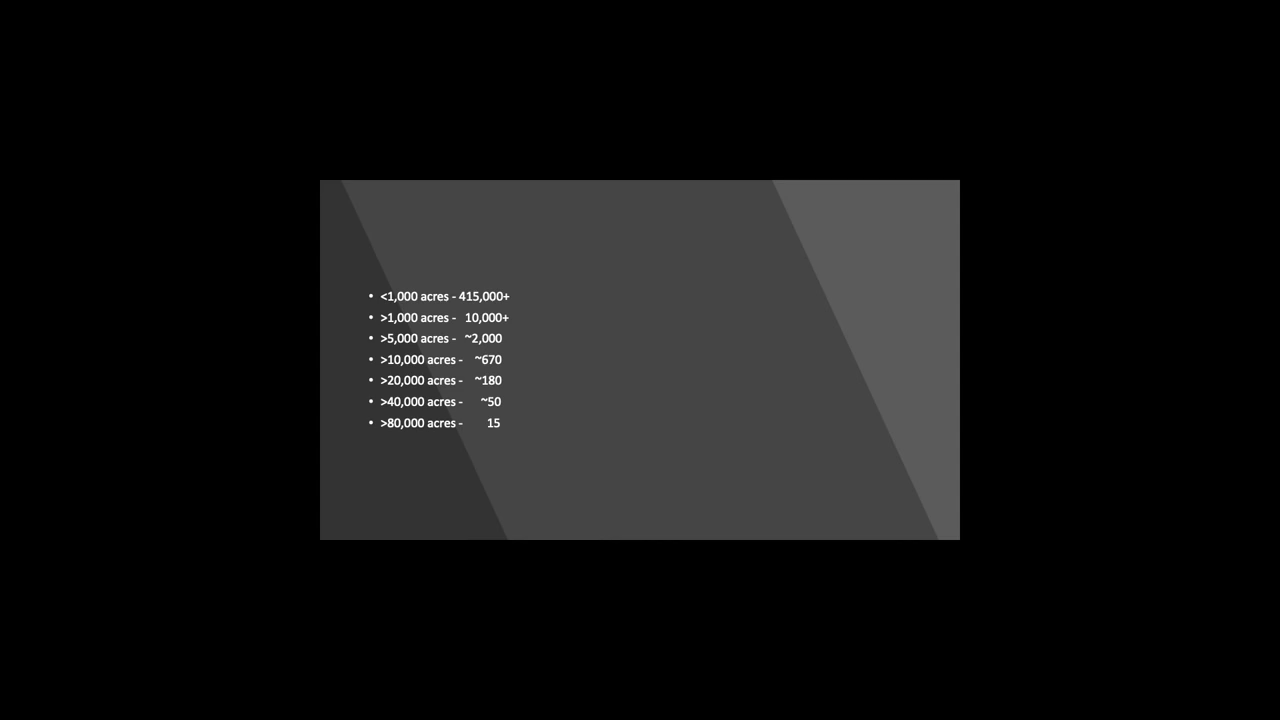 • <1,000 acres - 415,000+
• >1,000 acres - 10,000+
• >5,000 acres - ~2,000
• >10,000 acres - ~670
• >20,000 acres - ~180
• >40,000 acres - ~50
• >80,000 acres - 15